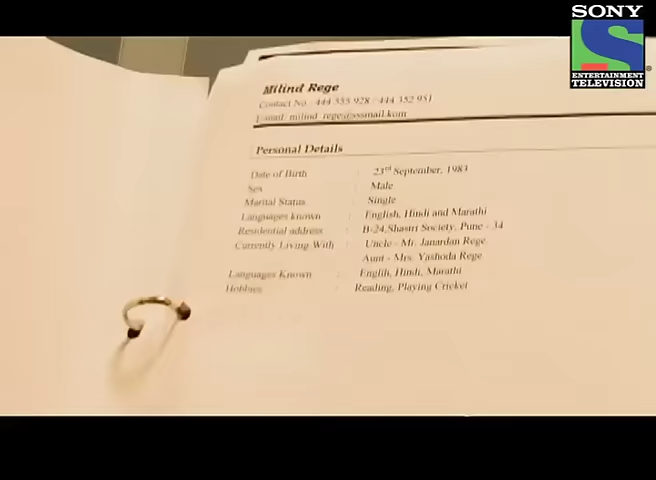 SONY
ENTERTAINMENT
TELEVISION
Milind Rege
Contact No. : 444 555 928 / 444 352 951
E-mail: milind_rege@sssmail.kom
Personal Details
Date of Birth : 23rd September, 1983
Sex : Male
Marital Status : Single
Languages known : English, Hindi and Marathi
Residential address : B-24,Shastri Society, Pune - 34
Currently Living With : Uncle - Mr. Janardan Rege
Aunt - Mrs. Yashoda Rege
Languages Known : Englih, Hindi, Marathi
Hobbies : Reading, Playing Cricket